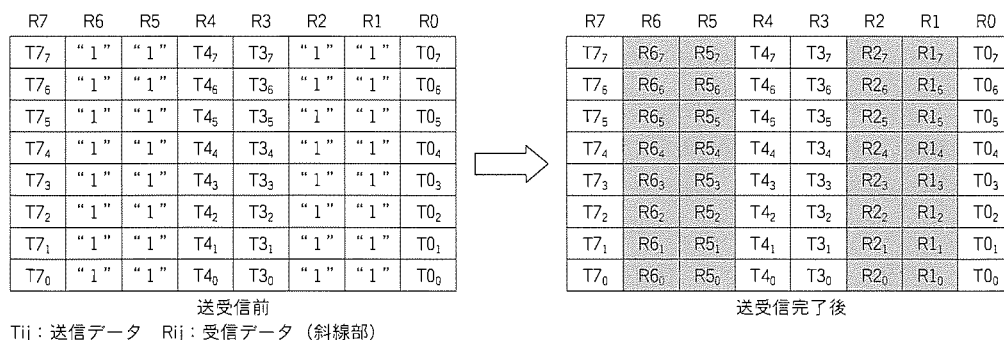 R7 R6 R5 R4 R3 R2 R1 R0 R7 R6 R5 R4 R3 R2 R1 R0
T7₇ “1” “1” T4₇ T3₇ “1” “1” T0₇ T7₇ R6₇ R5₇ T4₇ T3₇ R2₇ R1₇ T0₇
T7₆ “1” “1” T4₆ T3₆ “1” “1” T0₆ T7₆ R6₆ R5₆ T4₆ T3₆ R2₆ R1₆ T0₆
T7₅ “1” “1” T4₅ T3₅ “1” “1” T0₅ T7₅ R6₅ R5₅ T4₅ T3₅ R2₅ R1₅ T0₅
T7₄ “1” “1” T4₄ T3₄ “1” “1” T0₄ T7₄ R6₄ R5₄ T4₄ T3₄ R2₄ R1₄ T0₄
T7₃ “1” “1” T4₃ T3₃ “1” “1” T0₃ T7₃ R6₃ R5₃ T4₃ T3₃ R2₃ R1₃ T0₃
T7₂ “1” “1” T4₂ T3₂ “1” “1” T0₂ T7₂ R6₂ R5₂ T4₂ T3₂ R2₂ R1₂ T0₂
T7₁ “1” “1” T4₁ T3₁ “1” “1” T0₁ T7₁ R6₁ R5₁ T4₁ T3₁ R2₁ R1₁ T0₁
T7₀ “1” “1” T4₀ T3₀ “1” “1” T0₀ T7₀ R6₀ R5₀ T4₀ T3₀ R2₀ R1₀ T0₀
送受信前 送受信完了後
Tij：送信データ Rij：受信データ（斜線部）